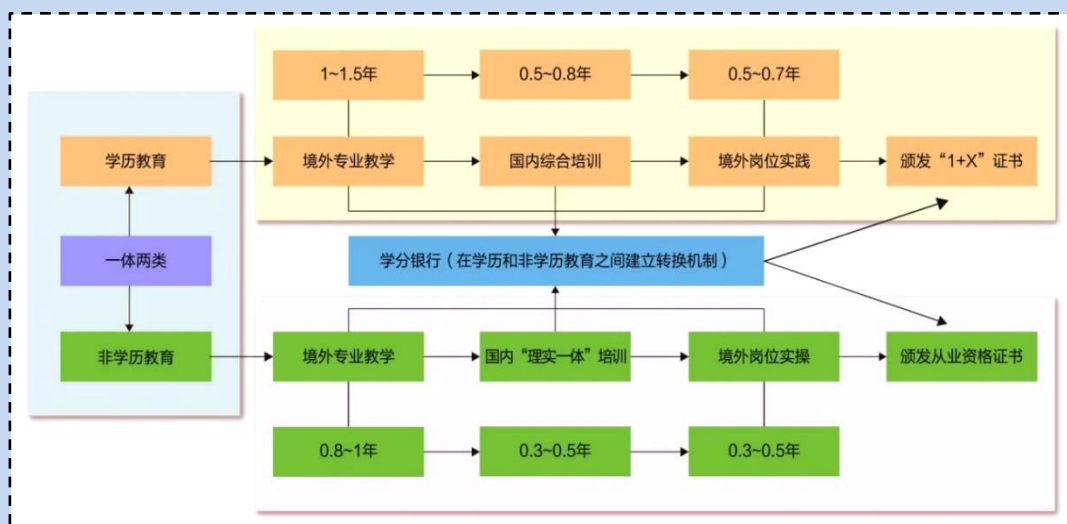 1~1.5年
0.5~0.8年
0.5~0.7年
学历教育
境外专业教学
国内综合培训
境外岗位实践
颁发“1+X”证书
一体两类
学分银行（在学历和非学历教育之间建立转换机制）
非学历教育
境外专业教学
国内“理实一体”培训
境外岗位实操
颁发从业资格证书
0.8~1年
0.3~0.5年
0.3~0.5年